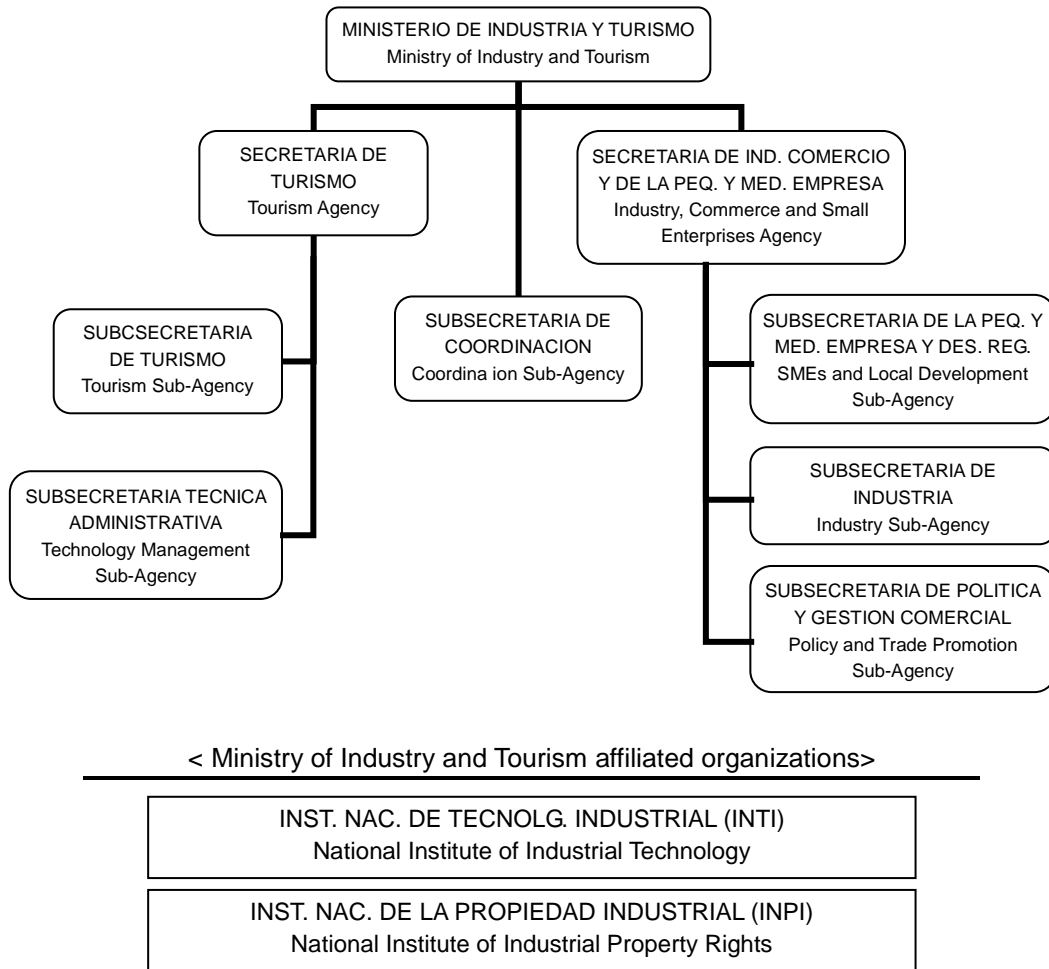 MINISTERIO DE INDUSTRIA Y TURISMO
Ministry of Industry and Tourism
SECRETARIA DE
TURISMO
Tourism Agency
SECRETARIA DE IND. COMERCIO
Y DE LA PEQ. Y MED. EMPRESA
Industry, Commerce and Small
Enterprises Agency
SUBCSECRETARIA
DE TURISMO
Tourism Sub-Agency
SUBSECRETARIA DE
COORDINACION
Coordina ion Sub-Agency
SUBSECRETARIA DE LA PEQ. Y
MED. EMPRESA Y DES. REG.
SMEs and Local Development
Sub-Agency
SUBSECRETARIA TECNICA
ADMINISTRATIVA
Technology Management
Sub-Agency
SUBSECRETARIA DE
INDUSTRIA
Industry Sub-Agency
SUBSECRETARIA DE POLITICA
Y GESTION COMERCIAL
Policy and Trade Promotion
Sub-Agency
< Ministry of Industry and Tourism affiliated organizations>
INST. NAC. DE TECNOLG. INDUSTRIAL (INTI)
National Institute of Industrial Technology
INST. NAC. DE LA PROPIEDAD INDUSTRIAL (INPI)
National Institute of Industrial Property Rights